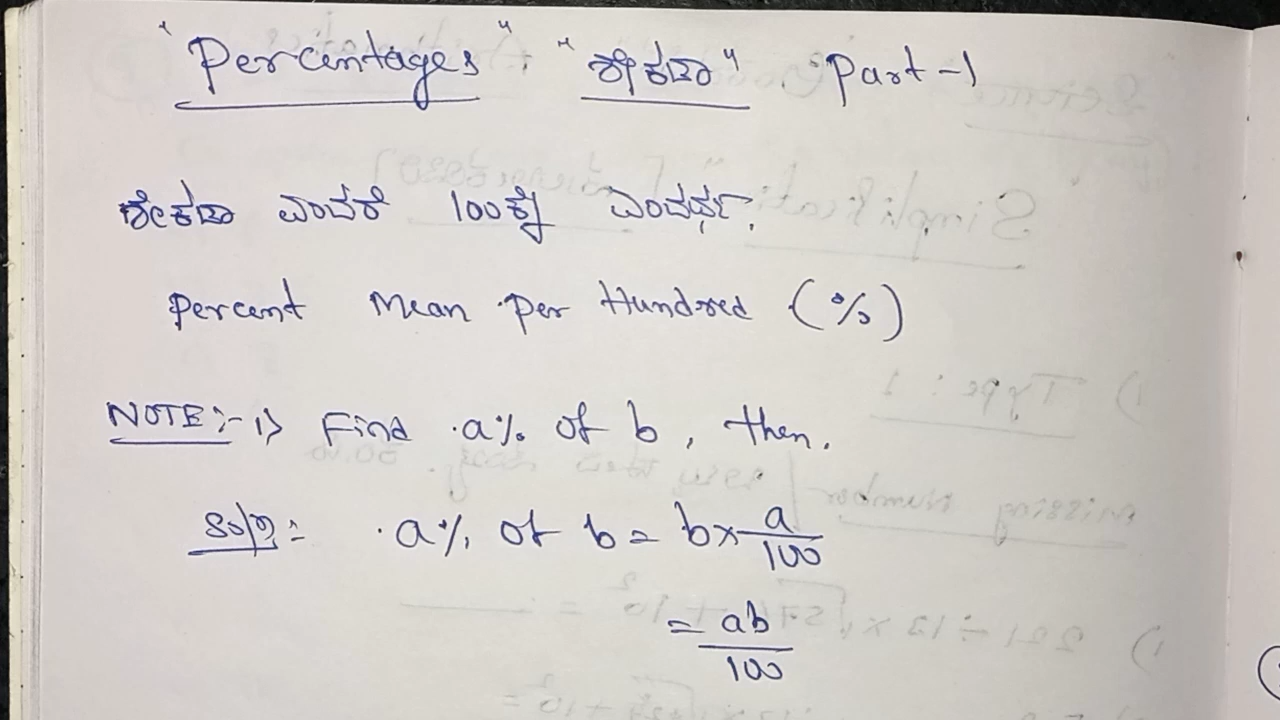 "Percentages" "ಶೇಕಡಾ" Part-1
ಶೇಕಡಾ ಎಂದರೆ 100ಕ್ಕೆ ಎಂದರ್ಥ.
Percent Mean Per Hundred (%)
NOTE:- 1) Find a% of b, then.
Solⁿ: a% of b = b×a/100
= ab/100